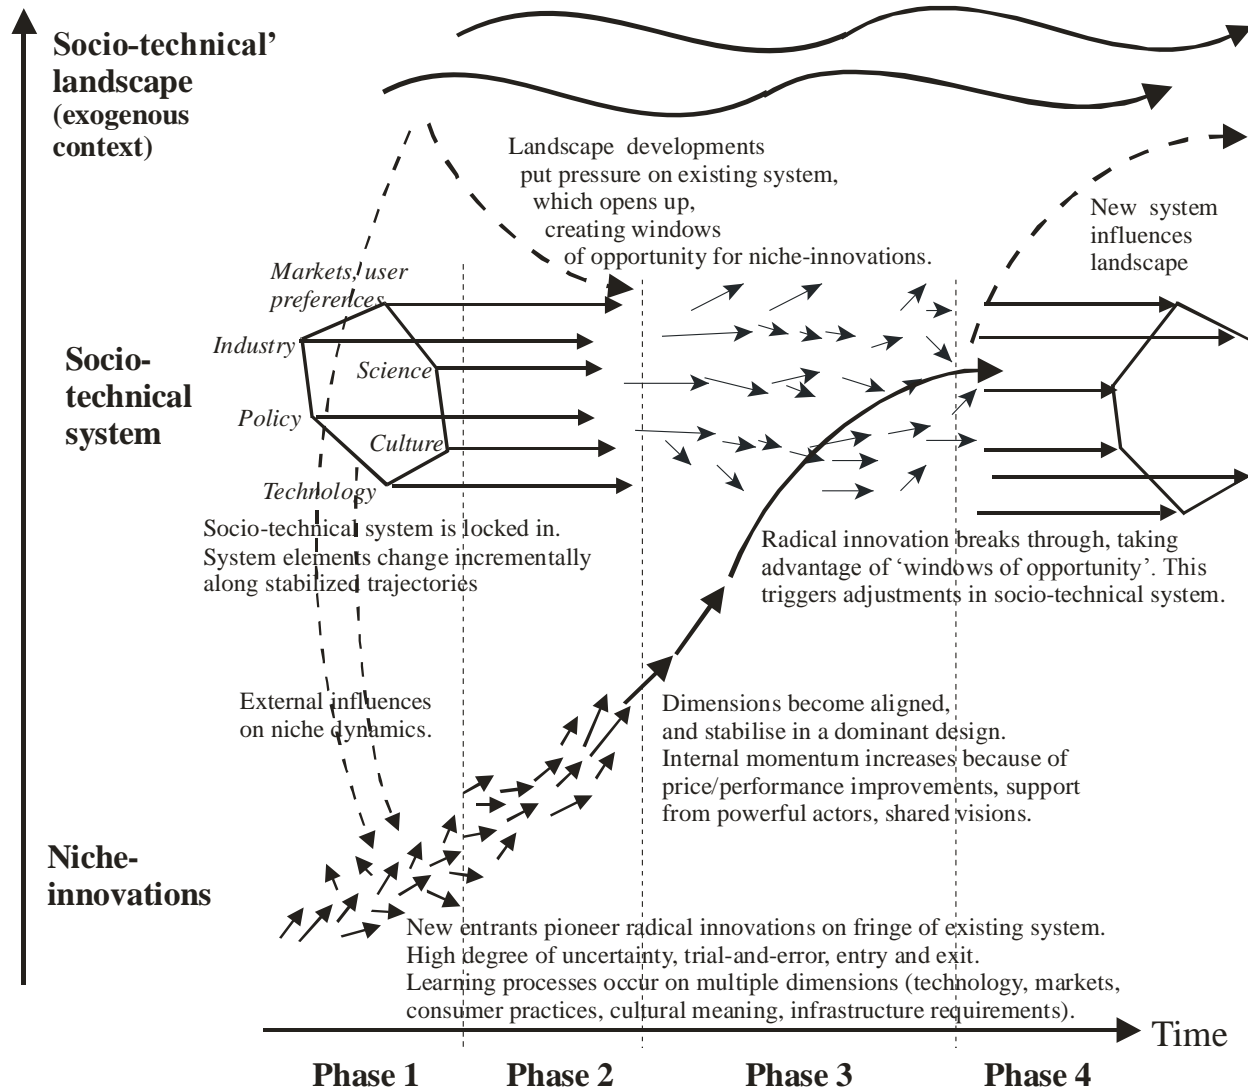 Socio-technical’
landscape
(exogenous
context)
Landscape developments
put pressure on existing system,
which opens up,
creating windows
of opportunity for niche-innovations.
New system
influences
landscape
Markets, user
preferences
Industry
Science
Policy
Culture
Technology
Socio-
technical
system
Socio-technical system is locked in.
System elements change incrementally
along stabilized trajectories
Radical innovation breaks through, taking
advantage of ‘windows of opportunity’. This
triggers adjustments in socio-technical system.
External influences
on niche dynamics.
Dimensions become aligned,
and stabilise in a dominant design.
Internal momentum increases because of
price/performance improvements, support
from powerful actors, shared visions.
Niche-
innovations
New entrants pioneer radical innovations on fringe of existing system.
High degree of uncertainty, trial-and-error, entry and exit.
Learning processes occur on multiple dimensions (technology, markets,
consumer practices, cultural meaning, infrastructure requirements).
Time
Phase 1
Phase 2
Phase 3
Phase 4